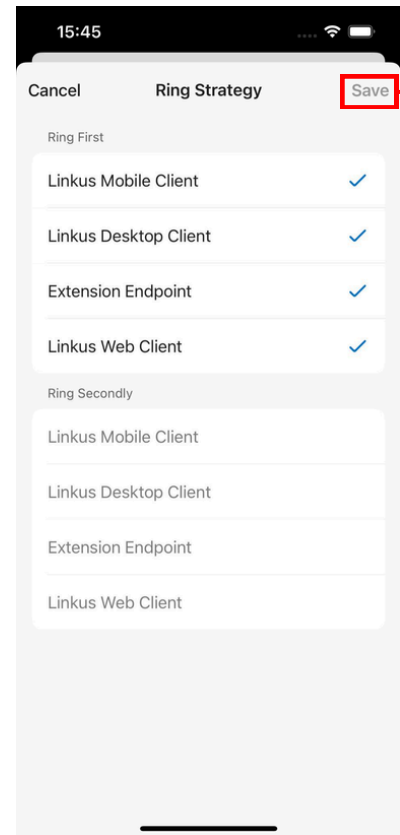 15:45
Cancel Ring Strategy Save
Ring First
Linkus Mobile Client
Linkus Desktop Client
Extension Endpoint
Linkus Web Client
Ring Secondly
Linkus Mobile Client
Linkus Desktop Client
Extension Endpoint
Linkus Web Client